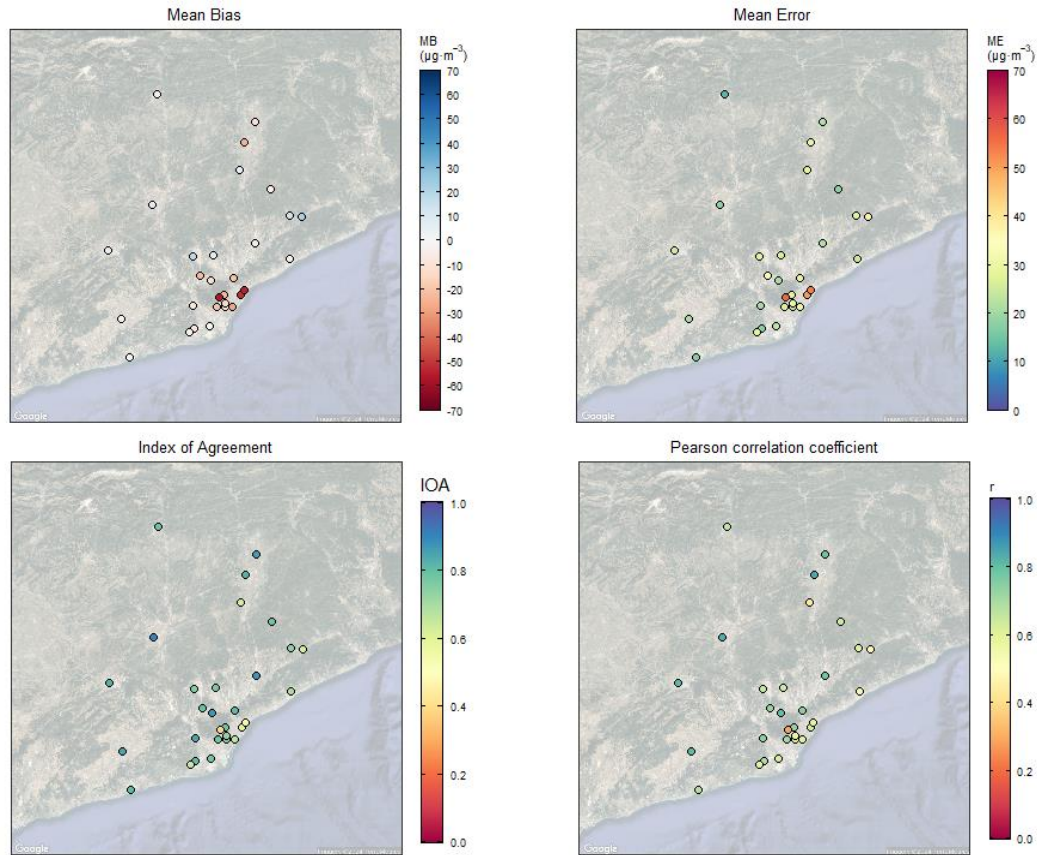 Mean Bias
MB
(µg·m⁻³)
70
60
50
40
30
20
10
0
-10
-20
-30
-40
-50
-60
-70
Google
Mean Error
ME
(µg·m⁻³)
70
60
50
40
30
20
10
0
Google
Index of Agreement
IOA
1.0
0.8
0.6
0.4
0.2
0.0
Google
Pearson correlation coefficient
r
1.0
0.8
0.6
0.4
0.2
0.0
Google